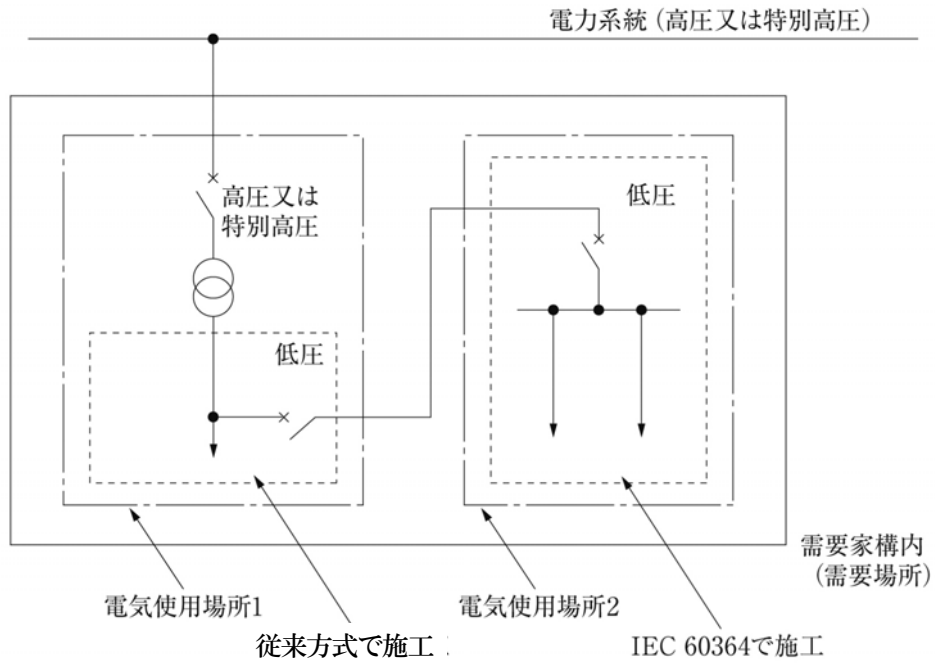 電力系統(高圧又は特別高圧)
高圧又は
特別高圧
低圧
低圧
需要家構内
(需要場所)
電気使用場所1
電気使用場所2
従来方式で施工
IEC 60364で施工